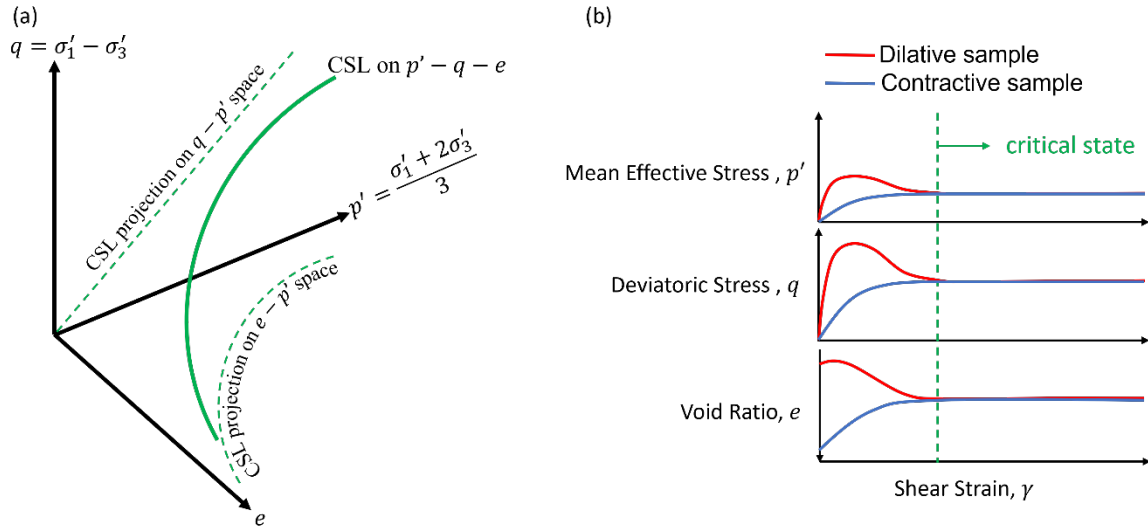 (a)
q = σ′₁ − σ′₃
CSL projection on q − p′ space
CSL on p′ − q − e
p′ = (σ′₁ + 2σ′₃)/3
CSL projection on e − p′ space
e
(b)
Dilative sample
Contractive sample
critical state
Mean Effective Stress , p′
Deviatoric Stress , q
Void Ratio, e
Shear Strain, γ